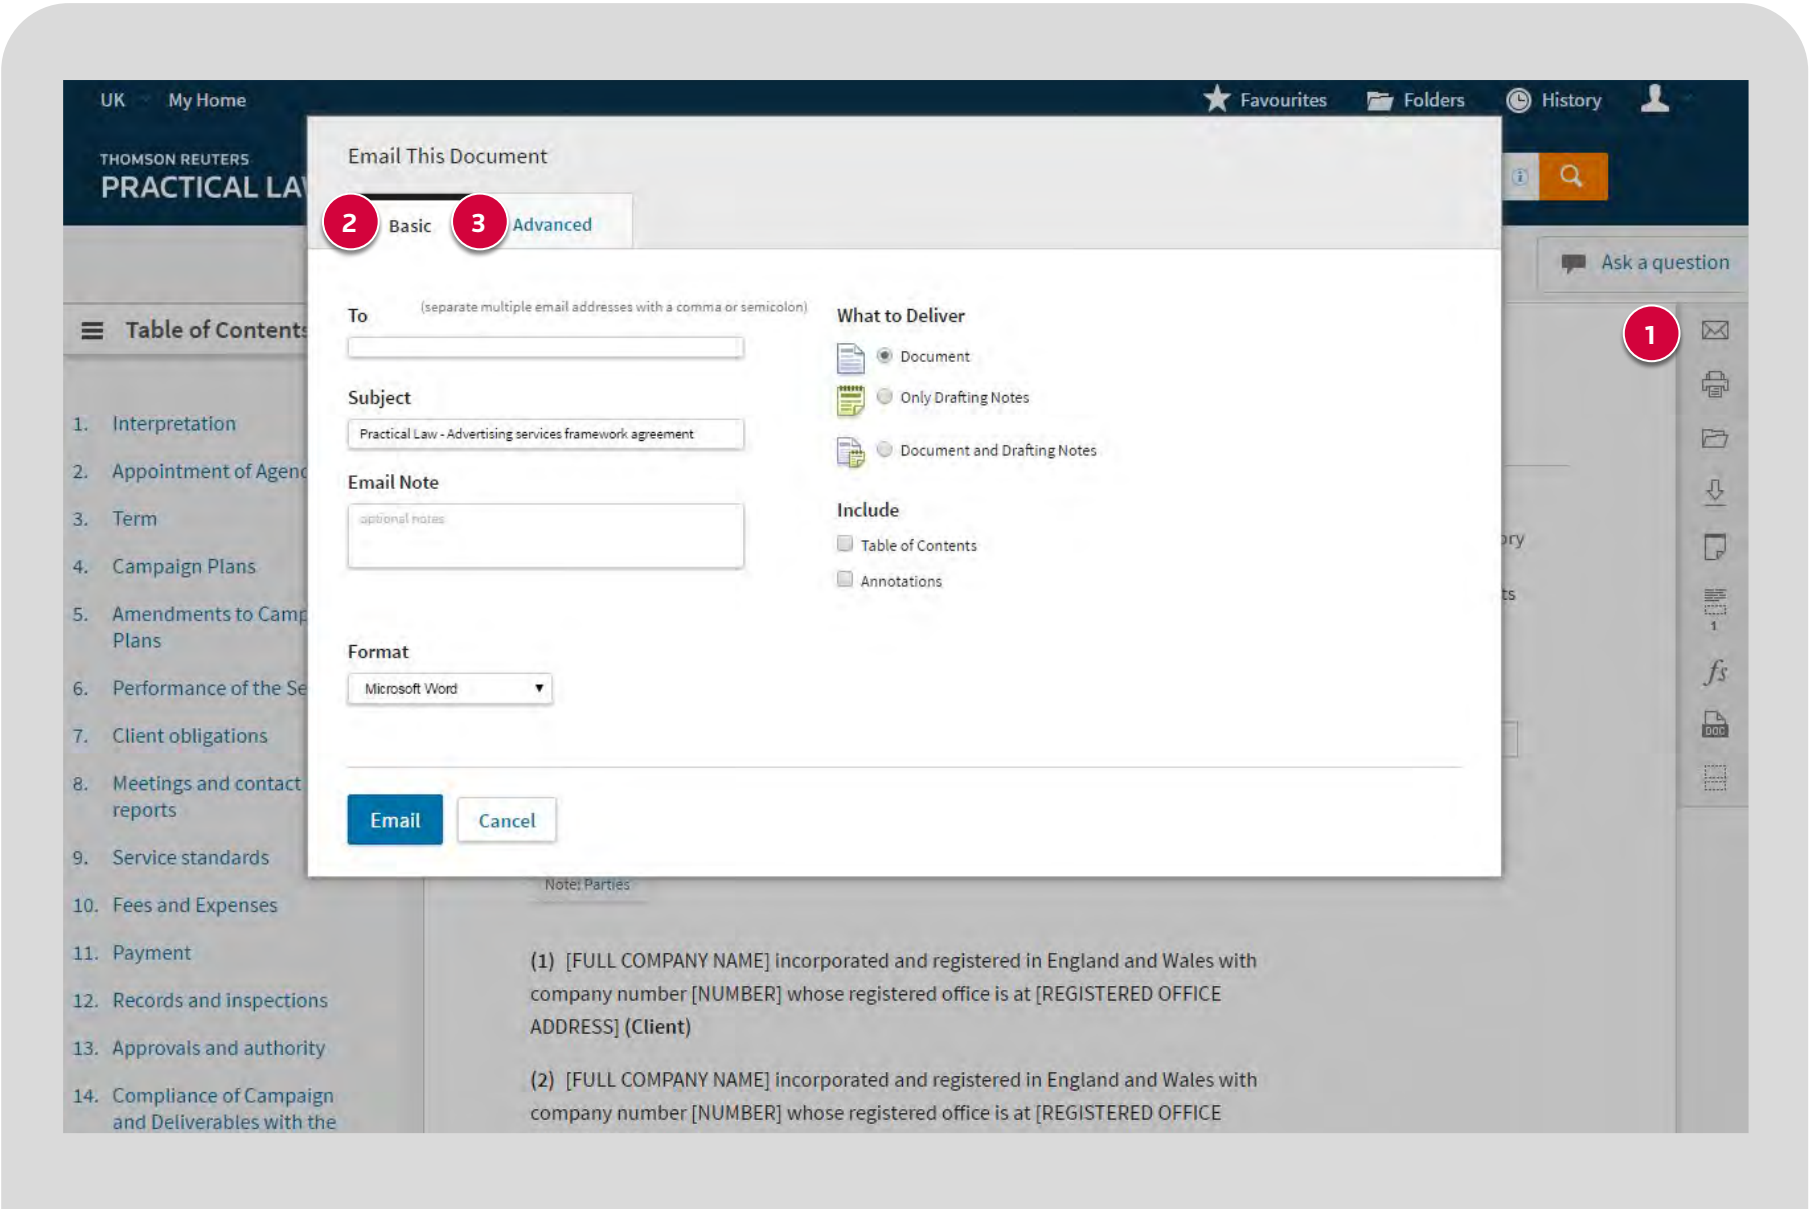 UK
My Home
Favourites
Folders
History
THOMSON REUTERS
PRACTICAL LA
Email This Document
2
Basic
3
Advanced
Ask a question
1
Table of Contents
1. Interpretation
2. Appointment of Agenc
3. Term
4. Campaign Plans
5. Amendments to Camp
Plans
6. Performance of the Se
7. Client obligations
8. Meetings and contact
reports
9. Service standards
10. Fees and Expenses
11. Payment
12. Records and inspections
13. Approvals and authority
14. Compliance of Campaign
and Deliverables with the
To
(separate multiple email addresses with a comma or semicolon)
Subject
Practical Law - Advertising services framework agreement
Email Note
optional notes
Format
Microsoft Word
What to Deliver
Document
Only Drafting Notes
Document and Drafting Notes
Include
Table of Contents
Annotations
Email
Cancel
ory
ts
1
fs
DOC
Note: Parties
(1) [FULL COMPANY NAME] incorporated and registered in England and Wales with
company number [NUMBER] whose registered office is at [REGISTERED OFFICE
ADDRESS] (Client)
(2) [FULL COMPANY NAME] incorporated and registered in England and Wales with
company number [NUMBER] whose registered office is at [REGISTERED OFFICE